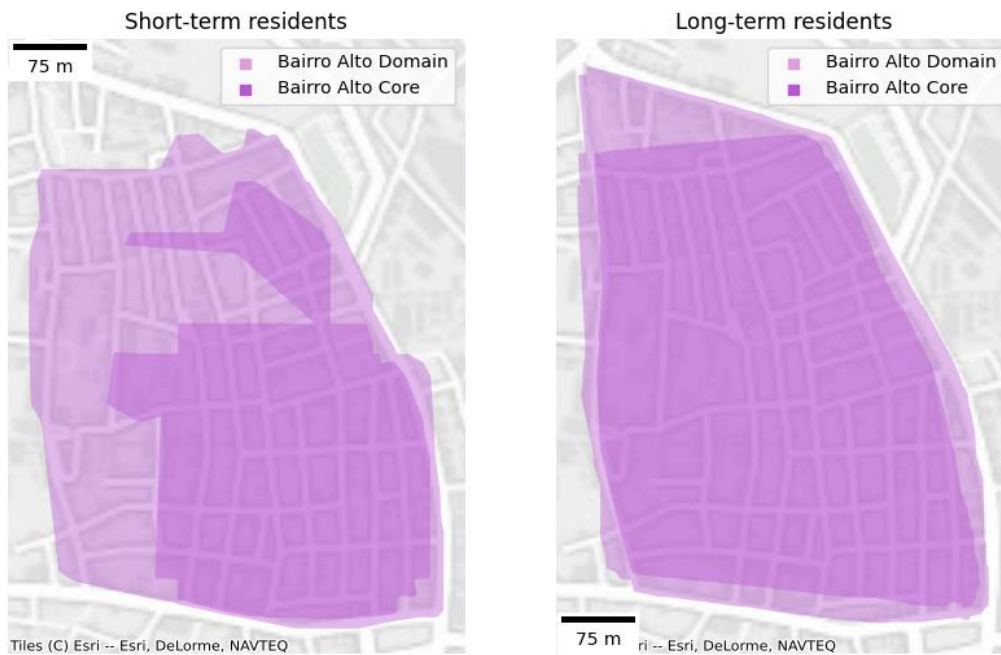 Short-term residents
75 m
Bairro Alto Domain
Bairro Alto Core
Tiles (C) Esri -- Esri, DeLorme, NAVTEQ
Long-term residents
Bairro Alto Domain
Bairro Alto Core
75 m
ri -- Esri, DeLorme, NAVTEQ